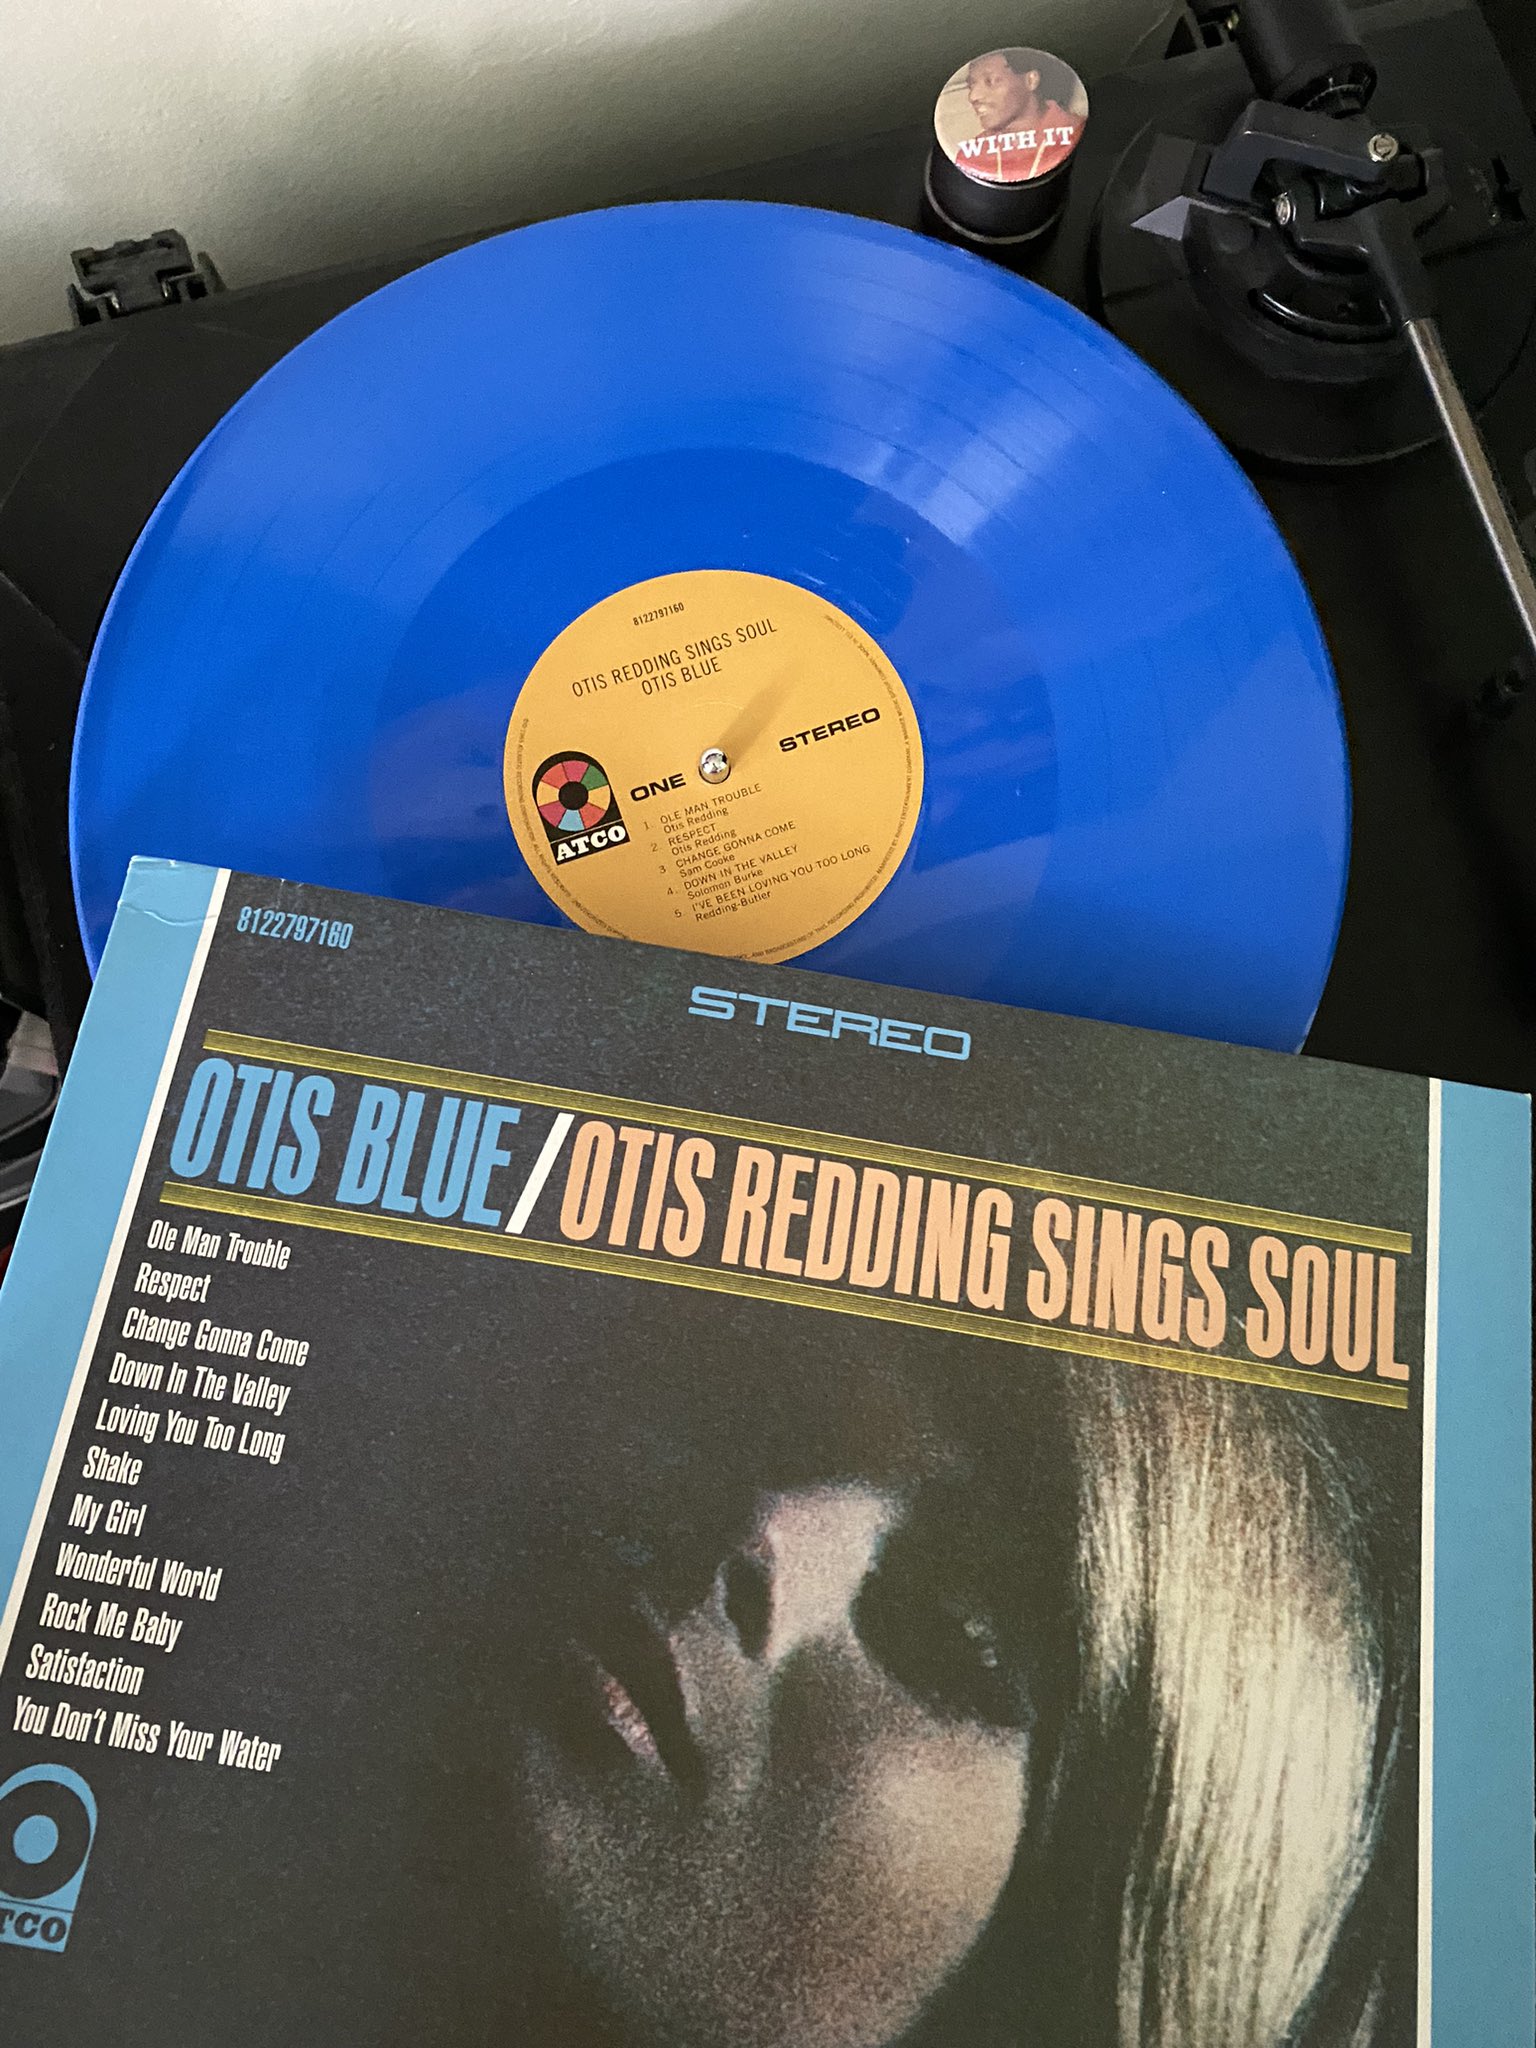 WITH IT
8122797160
OTIS REDDING SINGS SOUL
OTIS BLUE
STEREO
ONE
ATCO
1. OLE MAN TROUBLE
Otis Redding
2. RESPECT
Otis Redding
3. CHANGE GONNA COME
Sam Cooke
4. DOWN IN THE VALLEY
Solomon Burke
5. I'VE BEEN LOVING YOU TOO LONG
Redding-Butler
8122797160
STEREO
OTIS BLUE/OTIS REDDING SINGS SOUL
Ole Man Trouble
Respect
Change Gonna Come
Down In The Valley
Loving You Too Long
Shake
My Girl
Wonderful World
Rock Me Baby
Satisfaction
You Don't Miss Your Water
TCO